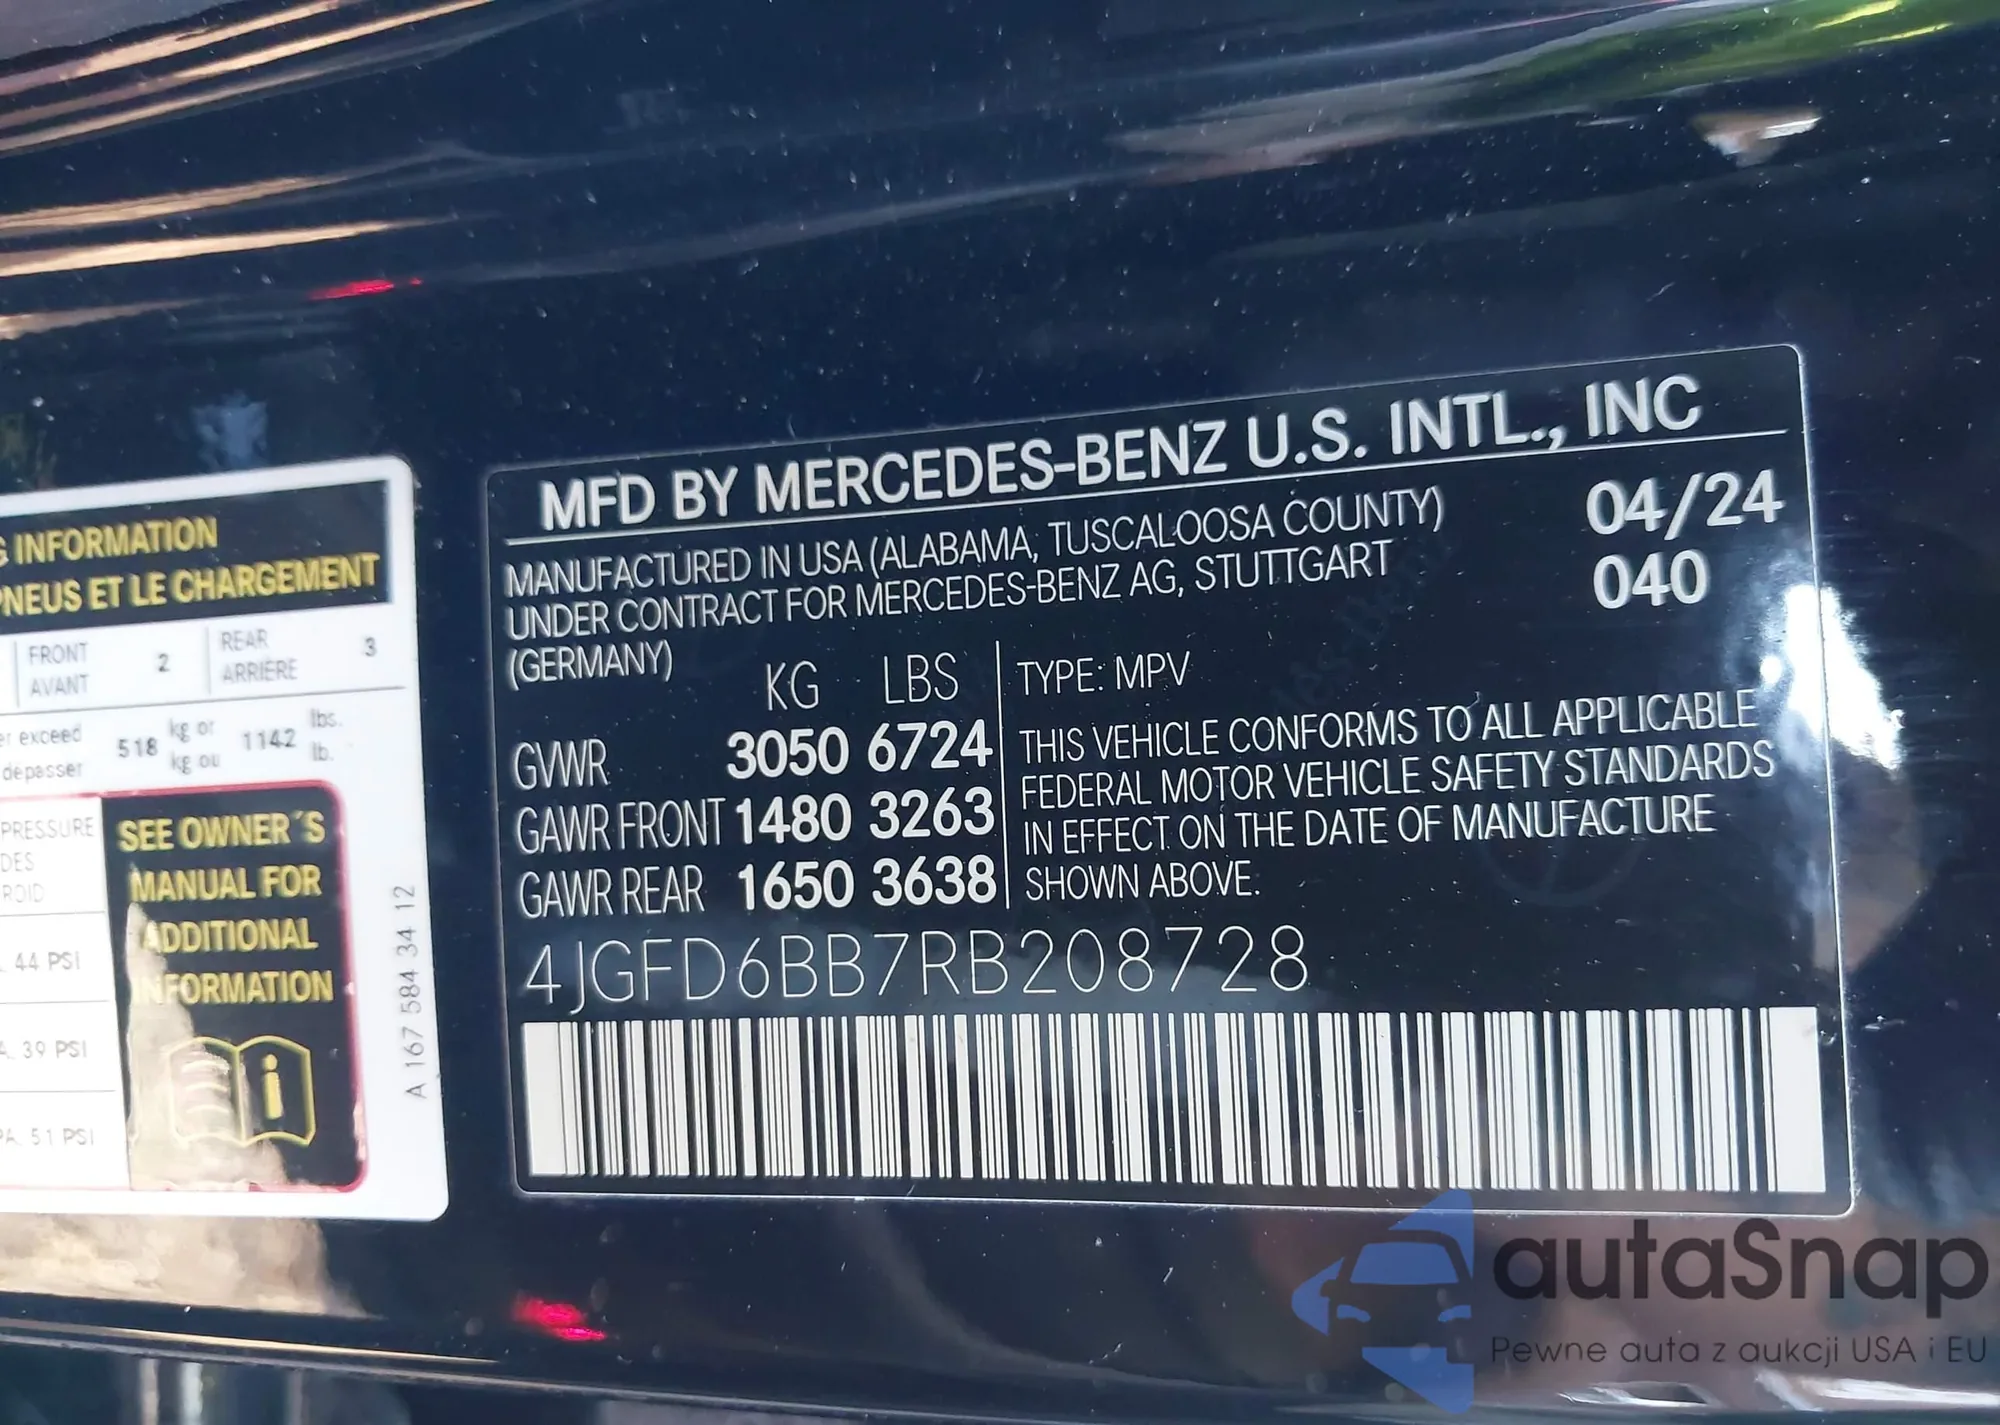 G INFORMATION
PNEUS ET LE CHARGEMENT
FRONT
AVANT
2
REAR
ARRIÈRE
3
er exceed
depasser
518
kg or
kg ou
1142
lbs.
lb.
PRESSURE
DES
ROID
44 PSI
39 PSI
PA, 51 PSI
SEE OWNER´S
MANUAL FOR
ADDITIONAL
INFORMATION
i
A 167 584 34 12
MFD BY MERCEDES-BENZ U.S. INTL., INC
MANUFACTURED IN USA (ALABAMA, TUSCALOOSA COUNTY)
UNDER CONTRACT FOR MERCEDES-BENZ AG, STUTTGART
(GERMANY)
04/24
040
KG LBS
GVWR 3050 6724
GAWR FRONT 1480 3263
GAWR REAR 1650 3638
TYPE: MPV
THIS VEHICLE CONFORMS TO ALL APPLICABLE
FEDERAL MOTOR VEHICLE SAFETY STANDARDS
IN EFFECT ON THE DATE OF MANUFACTURE
SHOWN ABOVE.
4JGFD6BB7RB208728
autaSnap
Pewne auta z aukcji USA i EU